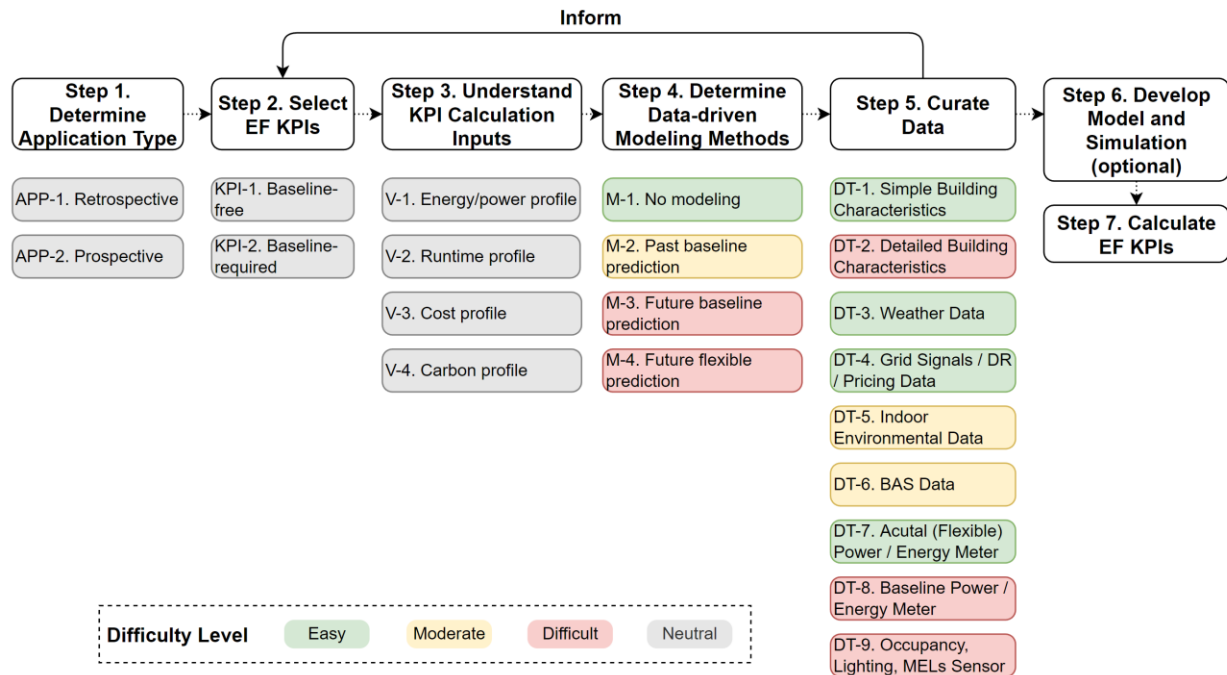 Inform
Step 1.
Determine
Application Type
Step 2. Select
EF KPIs
Step 3. Understand
KPI Calculation
Inputs
Step 4. Determine
Data-driven
Modeling Methods
Step 5. Curate
Data
Step 6. Develop
Model and
Simulation
(optional)
Step 7. Calculate
EF KPIs
APP-1. Retrospective
APP-2. Prospective
KPI-1. Baseline-
free
KPI-2. Baseline-
required
V-1. Energy/power profile
V-2. Runtime profile
V-3. Cost profile
V-4. Carbon profile
M-1. No modeling
M-2. Past baseline
prediction
M-3. Future baseline
prediction
M-4. Future flexible
prediction
DT-1. Simple Building
Characteristics
DT-2. Detailed Building
Characteristics
DT-3. Weather Data
DT-4. Grid Signals / DR
/ Pricing Data
DT-5. Indoor
Environmental Data
DT-6. BAS Data
DT-7. Acutal (Flexible)
Power / Energy Meter
DT-8. Baseline Power /
Energy Meter
DT-9. Occupancy,
Lighting, MELs Sensor
Difficulty Level
Easy
Moderate
Difficult
Neutral